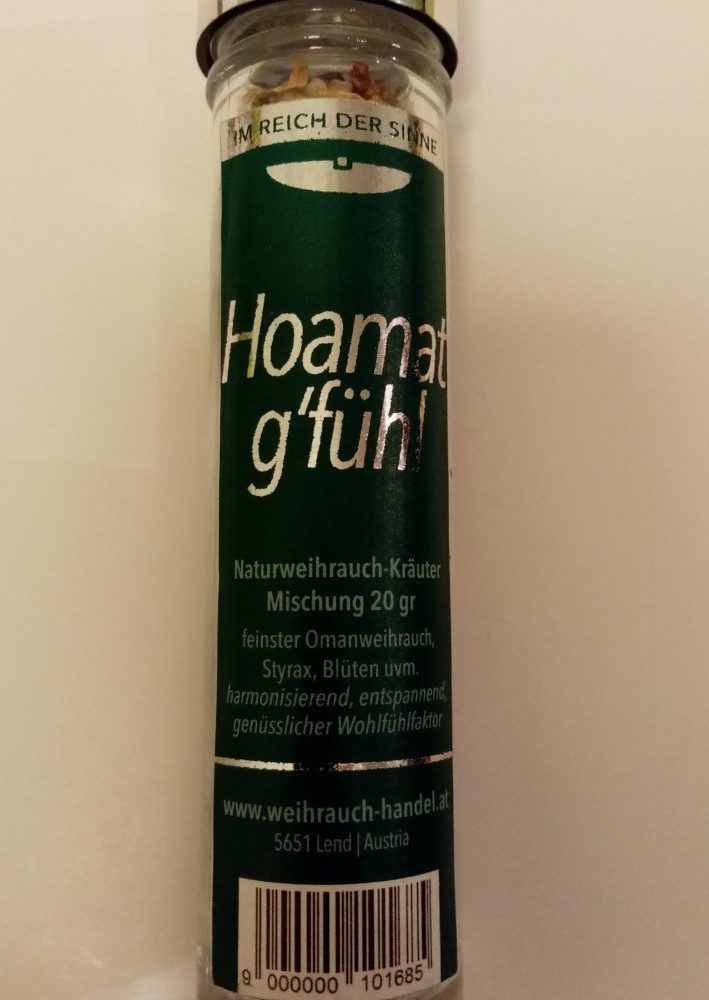 IM REICH DER SINNE
Hoamat
g'fühl
Naturweihrauch-Kräuter
Mischung 20 gr
feinster Omanweihrauch,
Styrax, Blüten uvm.
harmonisierend, entspannend,
genüsslicher Wohlfühlfaktor
www.weihrauch-handel.at
5651 Lend | Austria
9 000000 101685